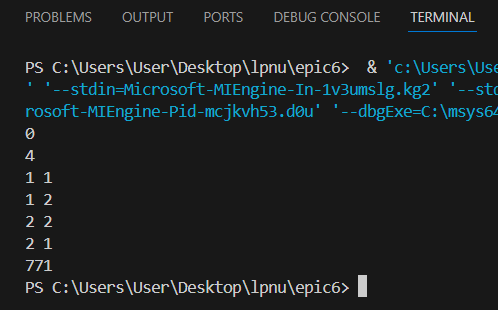 PROBLEMS OUTPUT PORTS DEBUG CONSOLE TERMINAL
PS C:\Users\User\Desktop\lpnu\epic6> & 'c:\Users\Use
' '--stdin=Microsoft-MIEngine-In-1v3umslg.kg2' '--std
rosoft-MIEngine-Pid-mcjkvh53.d0u' '--dbgExe=C:\msys64
0
4
1 1
1 2
2 2
2 1
771
PS C:\Users\User\Desktop\lpnu\epic6>